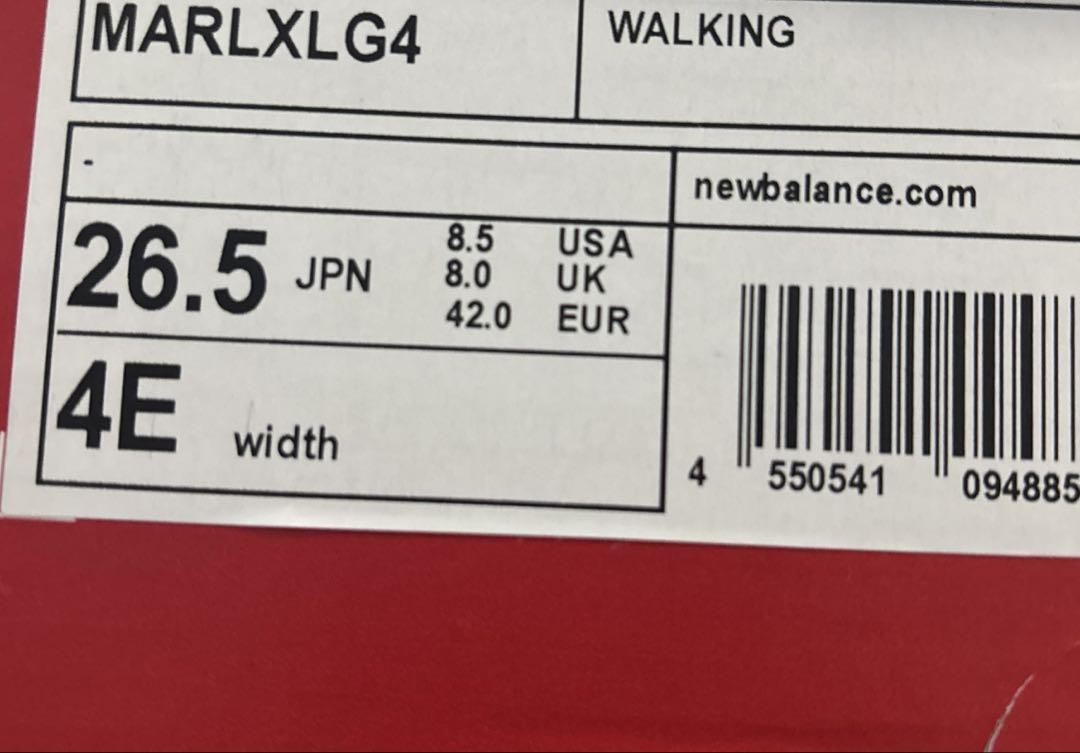 MARLXLG4
WALKING
-
newbalance.com
26.5 JPN
8.5 USA
8.0 UK
42.0 EUR
4E width
4 550541 094885